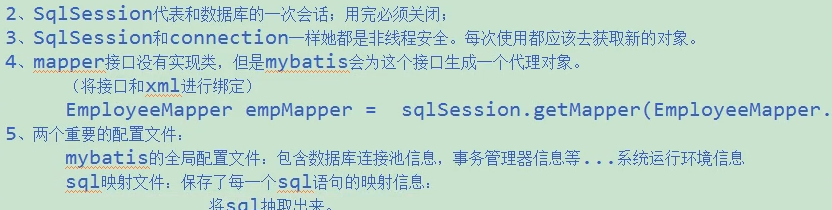 2、SqlSession代表和数据库的一次会话；用完必须关闭；
3、SqlSession和connection一样她都是非线程安全。每次使用都应该去获取新的对象。
4、mapper接口没有实现类，但是mybatis会为这个接口生成一个代理对象。
（将接口和xml进行绑定）
EmployeeMapper empMapper = sqlSession.getMapper(EmployeeMapper.
5、两个重要的配置文件：
mybatis的全局配置文件：包含数据库连接池信息，事务管理器信息等...系统运行环境信息
sql映射文件：保存了每一个sql语句的映射信息：
将sql抽取出来。